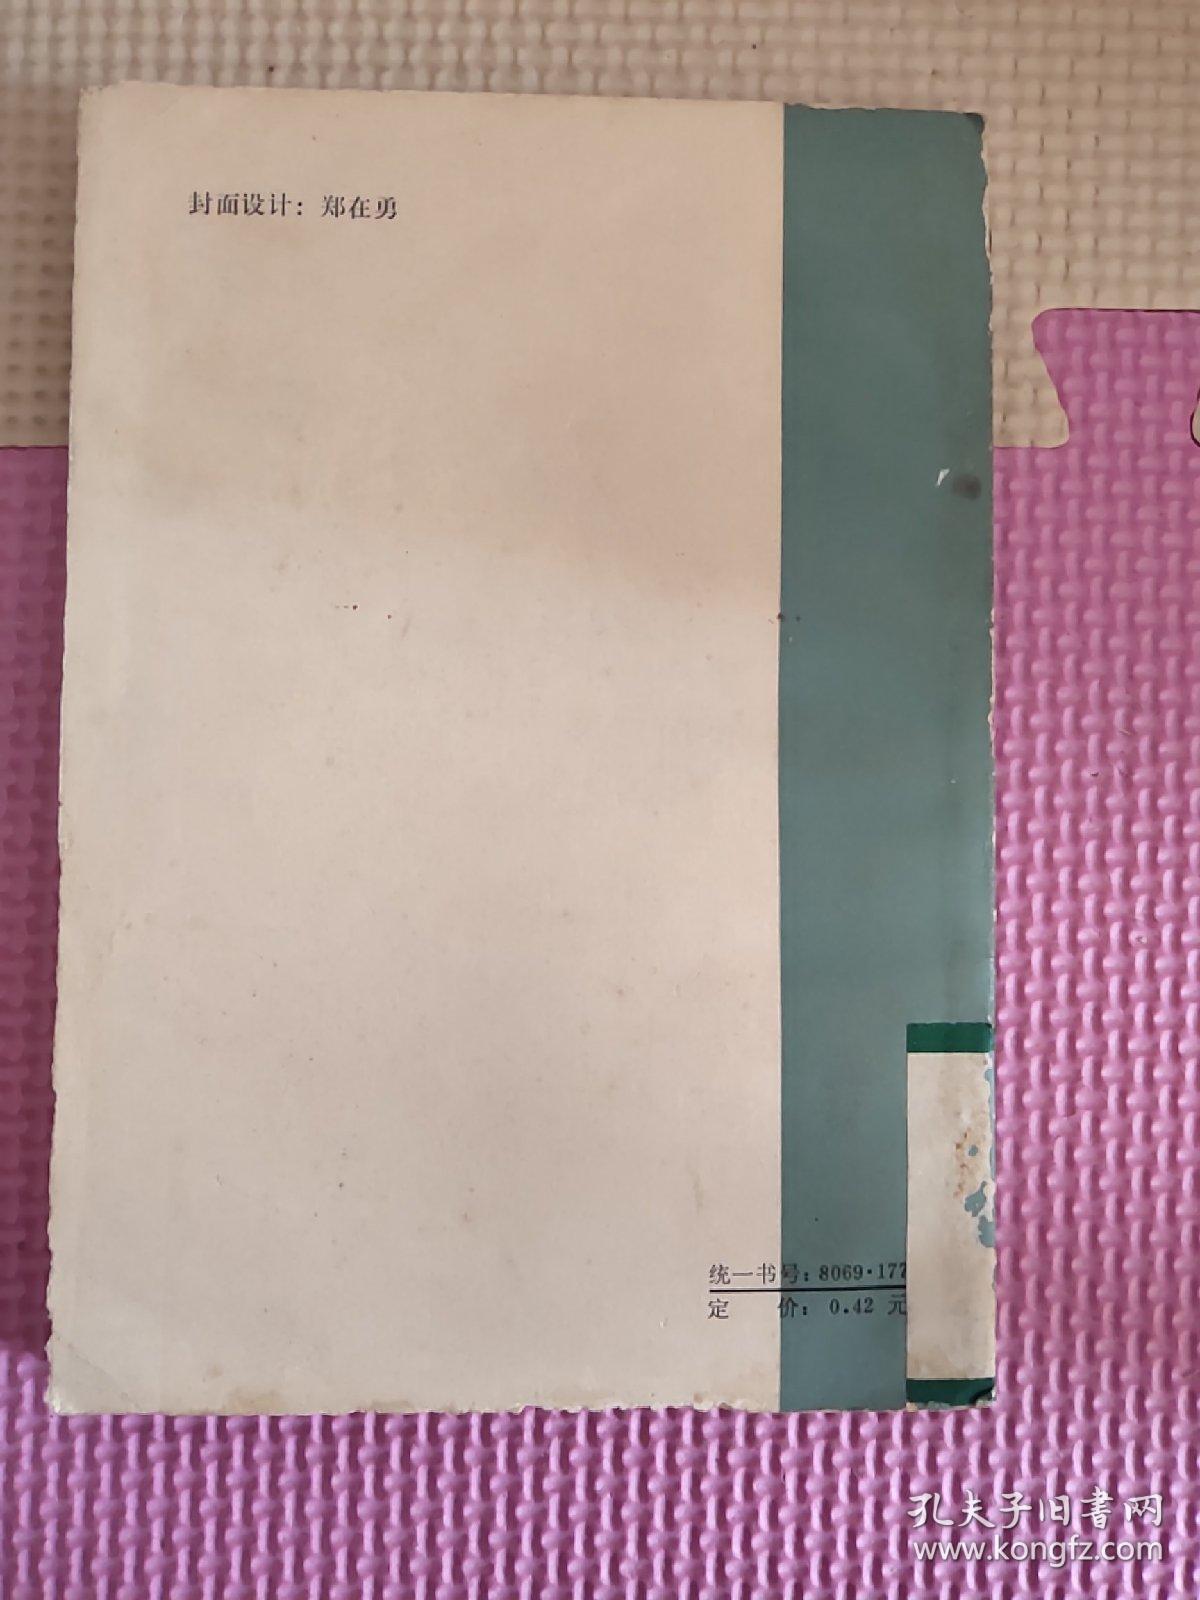 封面设计：郑在勇
统一书号：8069·177
定 价：0.42 元
孔夫子旧書网
www.kongfz.com